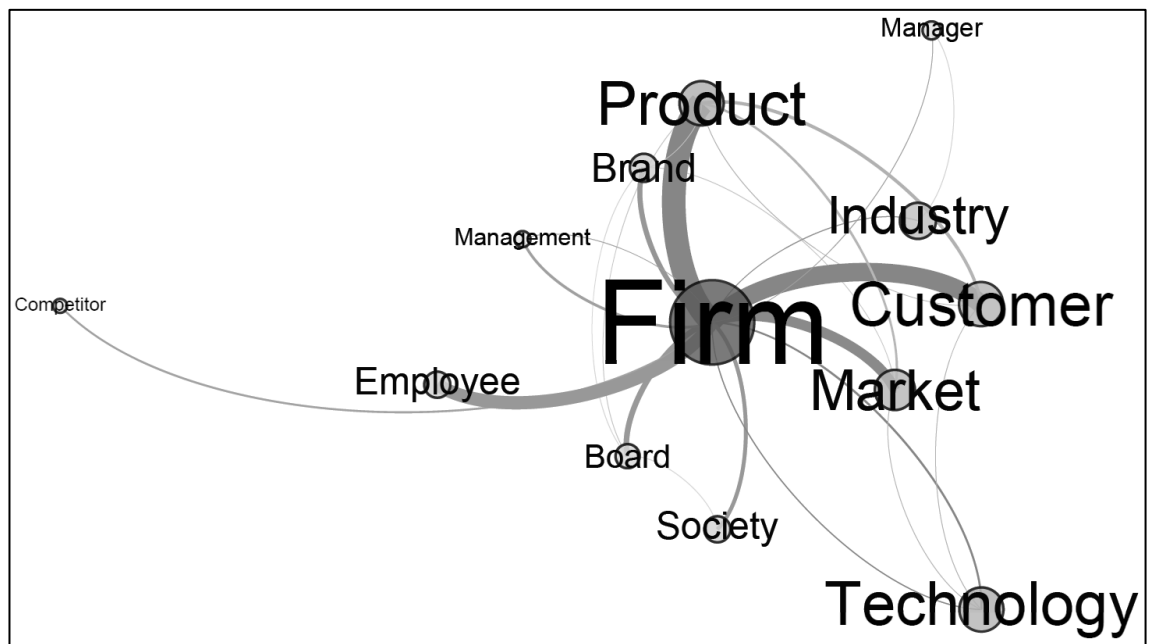 Manager
Product
Brand
Industry
Management
Firm
Customer
Competitor
Employee
Market
Board
Society
Technology